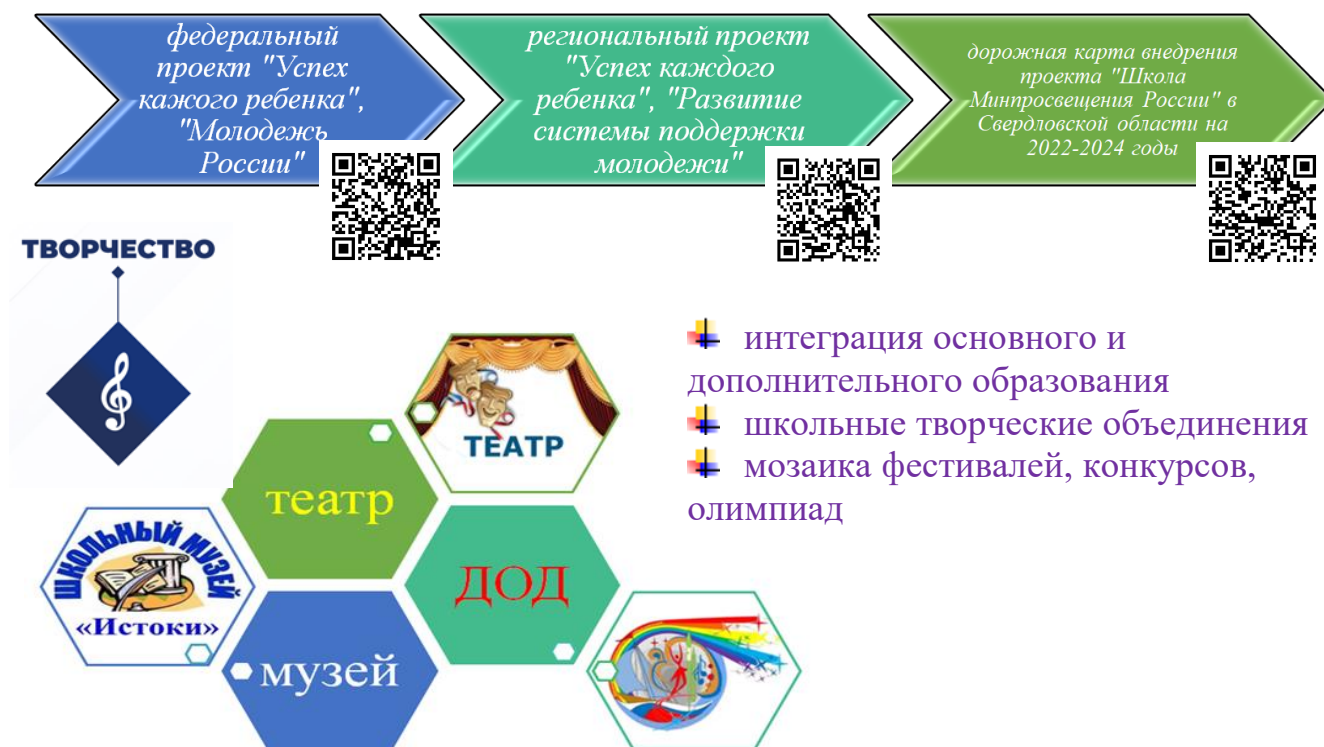 федеральный
проект "Успех
кажого ребенка",
"Молодежь
России"
региональный проект
"Успех каждого
ребенка", "Развитие
системы поддержки
молодежи"
дорожная карта внедрения
проекта "Школа
Минпросвещения России" в
Свердловской области на
2022-2024 годы
ТВОРЧЕСТВО
ТЕАТР
театр
ШКОЛЬНЫЙ МУЗЕЙ
«Истоки»
ДОД
музей
интеграция основного и
дополнительного образования
школьные творческие объединения
мозаика фестивалей, конкурсов,
олимпиад